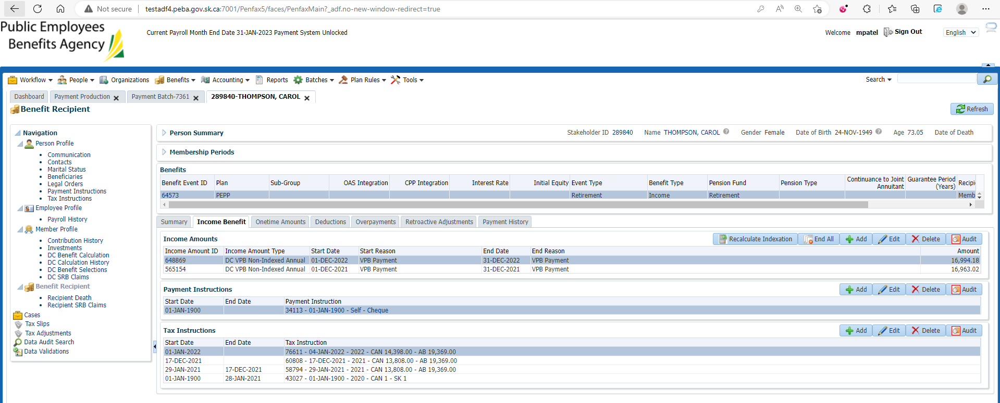 Not secure testadf4.peba.gov.sk.ca:7001/Penfax5/faces/PenfaxMain?_adf.no-new-window-redirect=true
Public Employees
Benefits Agency
Current Payroll Month End Date 31-JAN-2023 Payment System Unlocked
Welcome mpatel Sign Out English
Workflow People Organizations Benefits Accounting Reports Batches Plan Rules Tools Search
Dashboard Payment Production Payment Batch-7361 289840-THOMPSON, CAROL
Benefit Recipient Refresh
Navigation
Person Profile
Communication
Contacts
Marital Status
Beneficiaries
Legal Orders
Payment Instructions
Tax Instructions
Employee Profile
Payroll History
Member Profile
Contribution History
Investments
DC Benefit Calculation
DC Calculation History
DC Benefit Selections
DC SRB Claims
Benefit Recipient
Recipient Death
Recipient SRB Claims
Cases
Tax Slips
Tax Adjustments
Data Audit Search
Data Validations
Person Summary Stakeholder ID 289840 Name THOMPSON, CAROL Gender Female Date of Birth 24-NOV-1949 Age 73.05 Date of Death
Membership Periods
Benefits
Benefit Event ID Plan Sub-Group OAS Integration CPP Integration Interest Rate Initial Equity Event Type Benefit Type Pension Fund Pension Type Continuance to Joint Annuitant Guarantee Period (Years) Recipi
64573 PEPP Retirement Income Retirement Memb
Summary Income Benefit Onetime Amounts Deductions Overpayments Retroactive Adjustments Payment History
Income Amounts Recalculate Indexation End All Add Edit Delete Audit
Income Amount ID Income Amount Type Start Date Start Reason End Date End Reason Amount
648869 DC VPB Non-Indexed Annual 01-DEC-2022 VPB Payment 31-DEC-2022 VPB Payment 16,994.18
565154 DC VPB Non-Indexed Annual 01-DEC-2021 VPB Payment 31-DEC-2021 VPB Payment 16,963.02
Payment Instructions Add Edit Delete Audit
Start Date End Date Payment Instruction
01-JAN-1900 34113 - 01-JAN-1900 - Self - Cheque
Tax Instructions Add Edit Delete Audit
Start Date End Date Tax Instruction
01-JAN-2022 76611 - 04-JAN-2022 - 2022 - CAN 14,398.00 - AB 19,369.00
17-DEC-2021 60808 - 17-DEC-2021 - 2021 - CAN 13,808.00 - AB 19,369.00
29-JAN-2021 17-DEC-2021 58794 - 29-JAN-2021 - 2021 - CAN 13,808.00 - AB 19,369.00
01-JAN-1900 28-JAN-2021 43027 - 01-JAN-1900 - 2020 - CAN 1 - SK 1